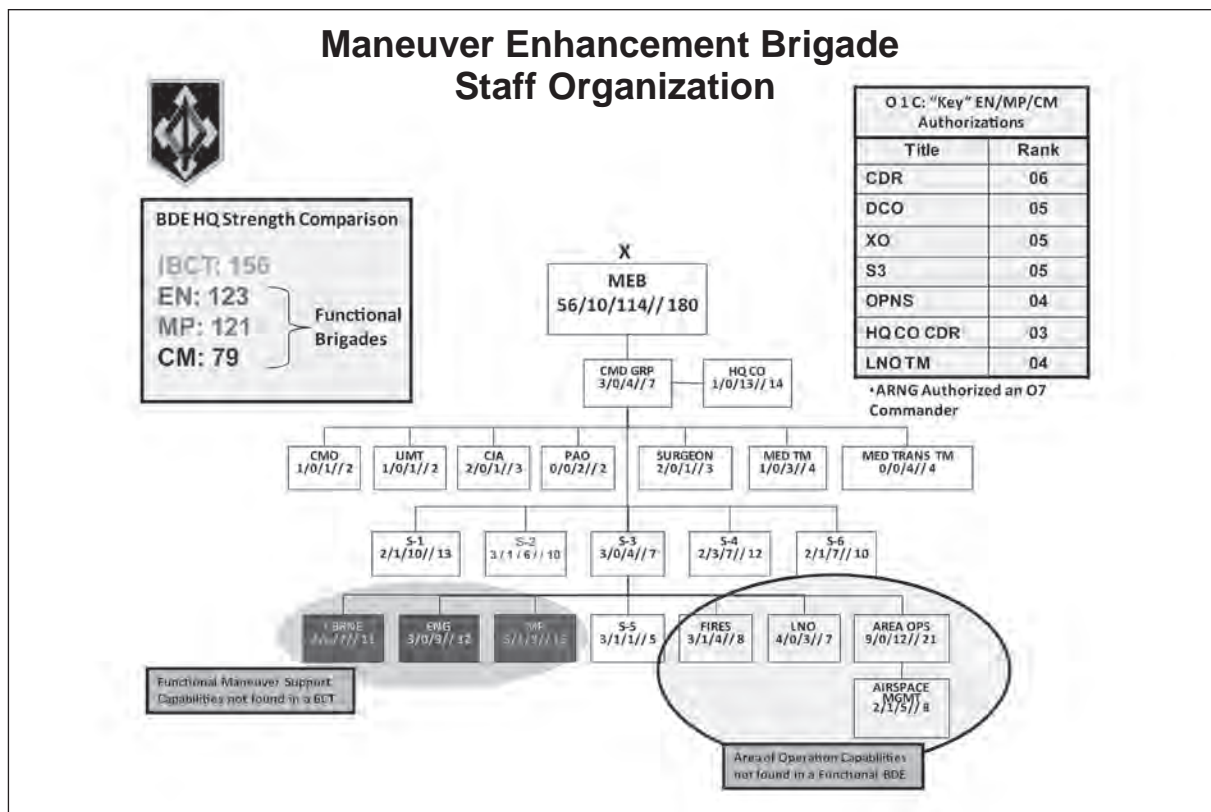 Maneuver Enhancement Brigade
Staff Organization
BDE HQ Strength Comparison
IBCT: 156
EN: 123
MP: 121
CM: 79
Functional
Brigades
X
MEB
56/10/114// 180
O 1 C: "Key" EN/MP/CM
Authorizations
Title Rank
CDR 06
DCO 05
XO 05
S3 05
OPNS 04
HQ CO CDR 03
LNO TM 04
•ARNG Authorized an O7
Commander
CMD GRP
3/0/4// 7
HQ CO
1/0/13// 14
CMO
1/0/1// 2
UMT
1/0/1// 2
CJA
2/0/1// 3
PAO
0/0/2// 2
SURGEON
2/0/1// 3
MED TM
1/0/3// 4
MED TRANS TM
0/0/4// 4
S-1
2/1/10// 13
S-2
3/1/6// 10
S-3
3/0/4// 7
S-4
2/3/7// 12
S-6
2/1/7// 10
CBRNE
ENG
3/0/9// 12
MP
S-5
3/1/1// 5
FIRES
3/1/4// 8
LNO
4/0/3// 7
AREA OPS
9/0/12// 21
AIRSPACE
MGMT
2/1/5// 8
Functional Maneuver Support
Capabilities not found in a BCT
Area of Operation Capabilities
not found in a Functional BDE